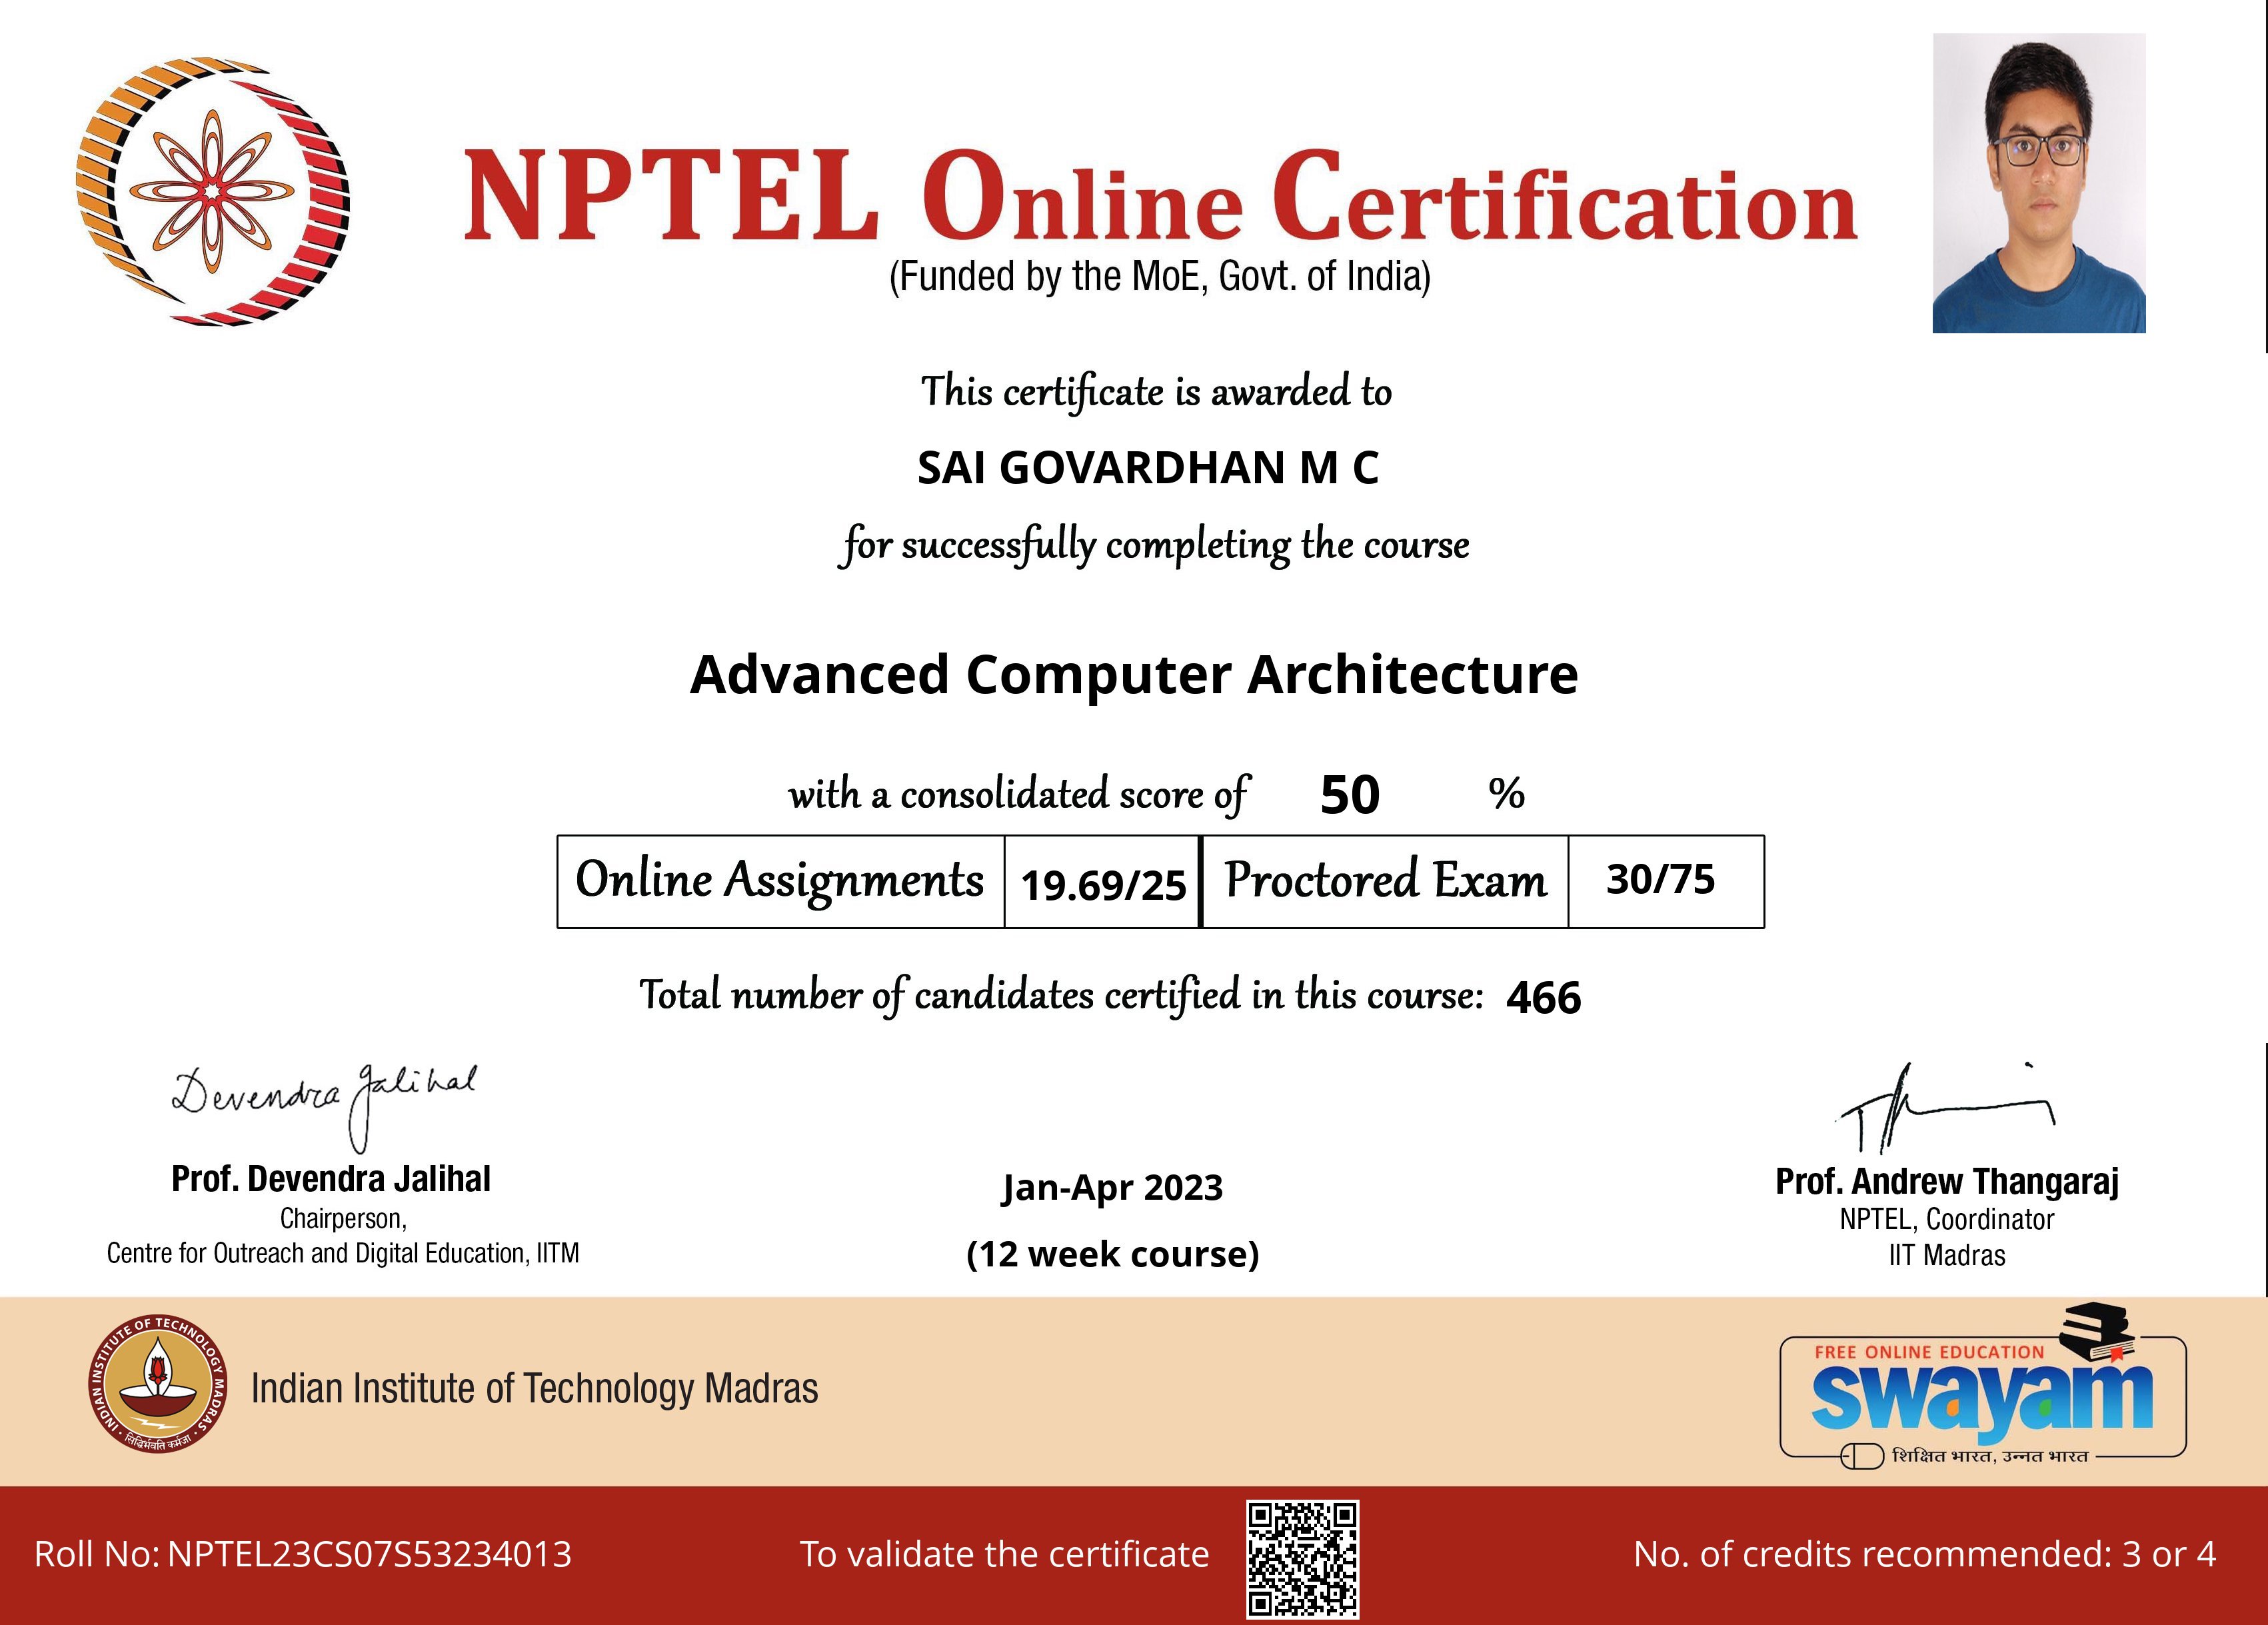 NPTEL Online Certification
(Funded by the MoE, Govt. of India)
This certificate is awarded to
SAI GOVARDHAN M C
for successfully completing the course
Advanced Computer Architecture
with a consolidated score of 50 %
Online Assignments 19.69/25 Proctored Exam 30/75
Total number of candidates certified in this course: 466
Devendra Jalihal
Prof. Devendra Jalihal
Chairperson,
Centre for Outreach and Digital Education, IITM
Jan-Apr 2023
(12 week course)
Prof. Andrew Thangaraj
NPTEL, Coordinator
IIT Madras
INDIAN INSTITUTE OF TECHNOLOGY MADRAS
सिद्धिर्भवति कर्मजा
Indian Institute of Technology Madras
FREE ONLINE EDUCATION
swayam
शिक्षित भारत, उन्नत भारत
Roll No: NPTEL23CS07S53234013
To validate the certificate
No. of credits recommended: 3 or 4